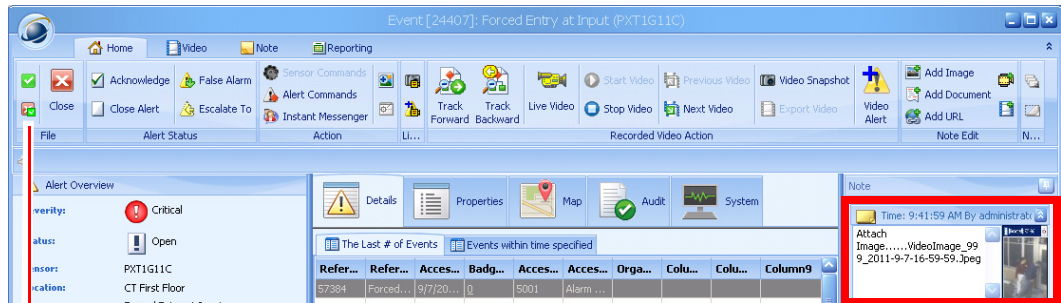 Event [24407]: Forced Entry at Input (PXT1G11C)
Home Video Note Reporting
Acknowledge False Alarm Sensor Commands Start Video Previous Video Video Snapshot Add Image
Alert Commands Add Document
Close Close Alert Escalate To Instant Messenger Track Forward Track Backward Live Video Stop Video Next Video Export Video Video Alert Add URL
File Alert Status Action Li... Recorded Video Action Note Edit N...
Alert Overview
Details Properties Map Audit System
Note
everity: Critical
Time: 9:41:59 AM By administrat
atus: Open
The Last # of Events Events within time specified
Attach
Image......VideoImage_99
9_2011-9-7-16-59-59.Jpeg
ensor: PXT1G11C
Refer... Refer... Acces... Badg... Acces... Acces... Orga... Colu... Colu... Column9
cation: CT First Floor
57384 Forced... 9/7/20... 0 5001 Alarm ...